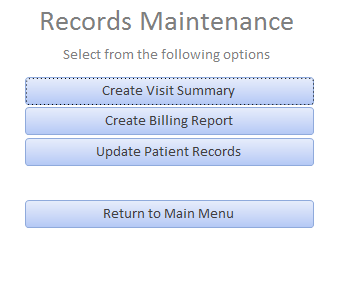 Records Maintenance
Select from the following options
Create Visit Summary
Create Billing Report
Update Patient Records
Return to Main Menu